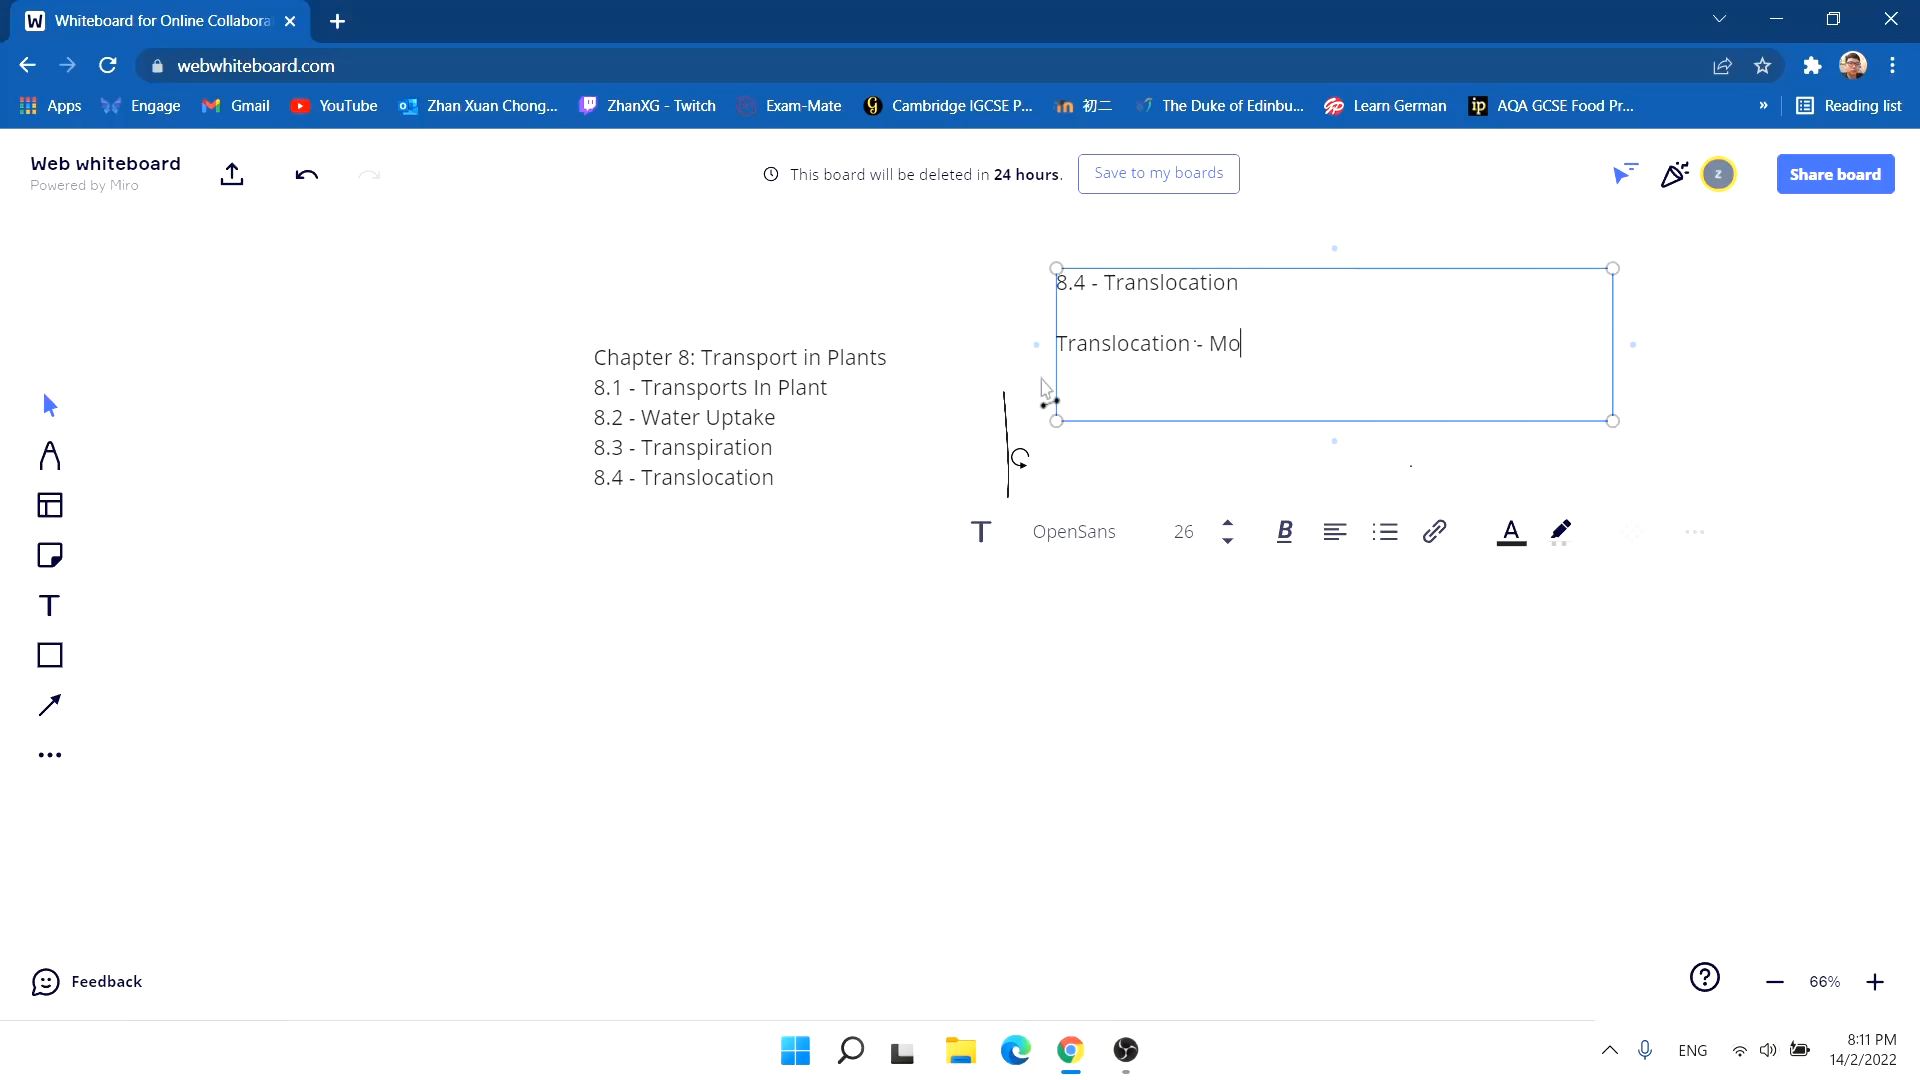 Whiteboard for Online Collabora
webwhiteboard.com
Apps
Engage
Gmail
YouTube
Zhan Xuan Chong...
ZhanXG - Twitch
Exam-Mate
Cambridge IGCSE P...
初二
The Duke of Edinbu...
Learn German
AQA GCSE Food Pr...
»
Reading list
Web whiteboard
Powered by Miro
This board will be deleted in 24 hours.
Save to my boards
Z
Share board
8.4 - Translocation
Translocation - Mo
Chapter 8: Transport in Plants
8.1 - Transports In Plant
8.2 - Water Uptake
8.3 - Transpiration
8.4 - Translocation
OpenSans
26
B
A
Feedback
66%
ENG
8:11 PM
14/2/2022